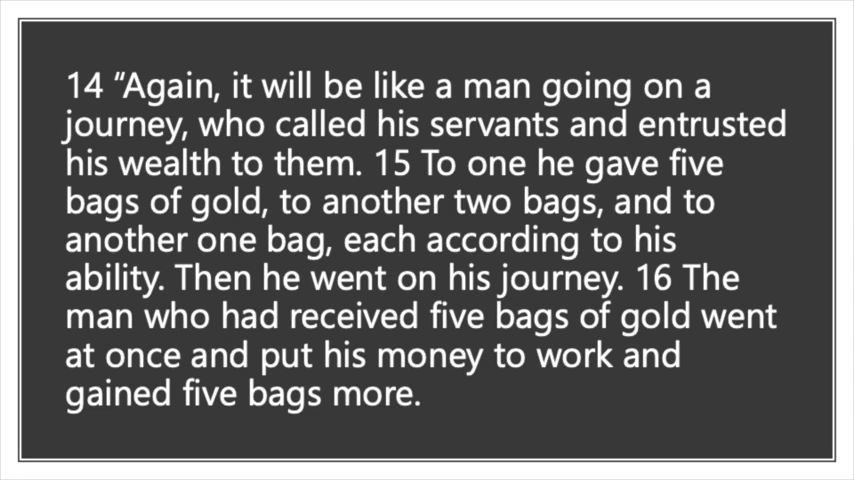 14 “Again, it will be like a man going on a
journey, who called his servants and entrusted
his wealth to them. 15 To one he gave five
bags of gold, to another two bags, and to
another one bag, each according to his
ability. Then he went on his journey. 16 The
man who had received five bags of gold went
at once and put his money to work and
gained five bags more.